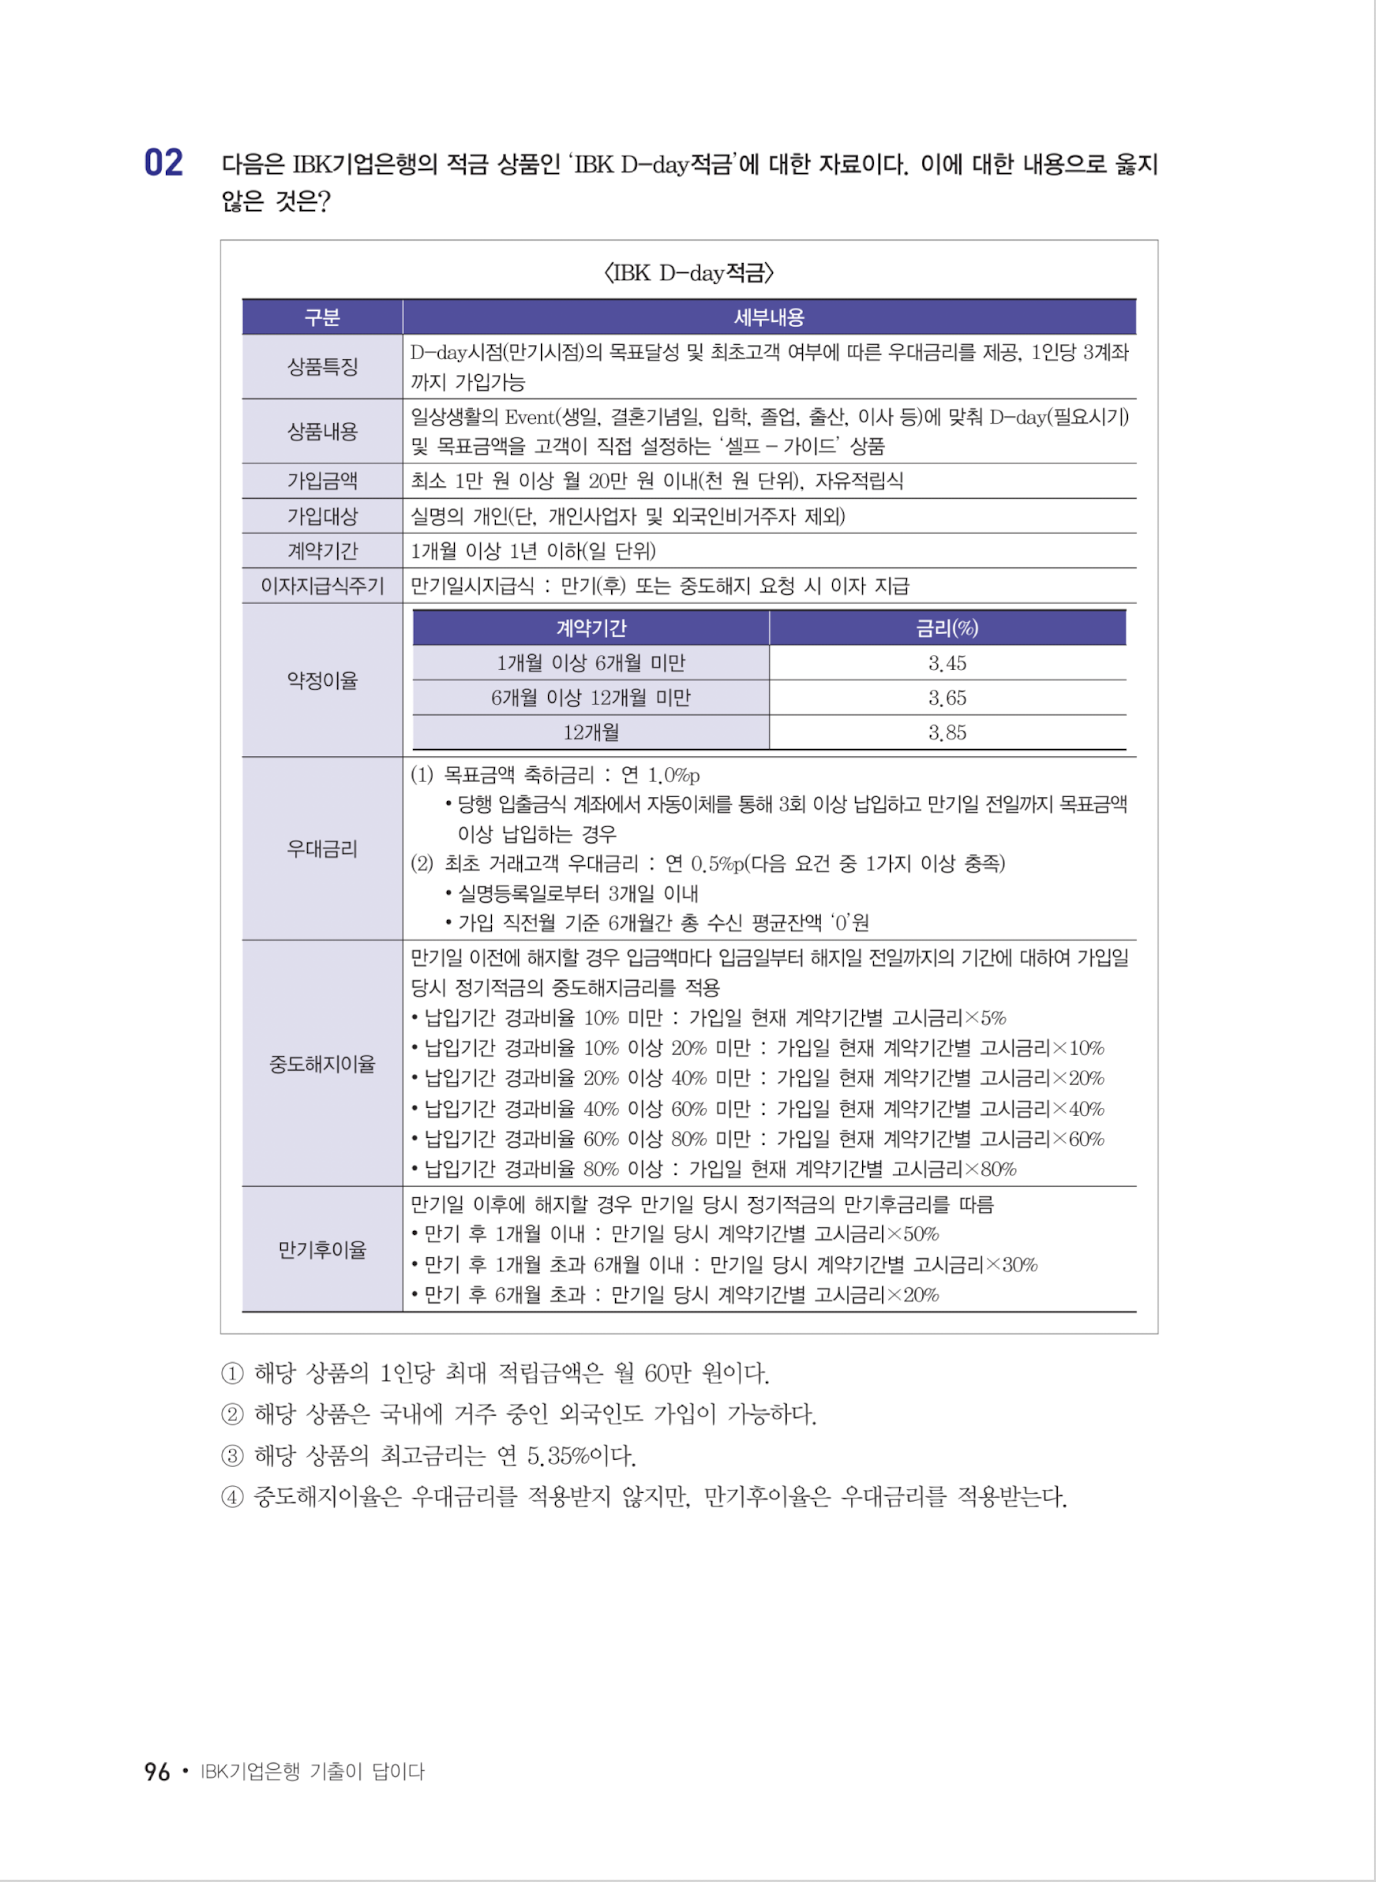 02
다음은 IBK기업은행의 적금 상품인 ‘IBK D-day적금’에 대한 자료이다. 이에 대한 내용으로 옳지
않은 것은?
〈IBK D-day적금〉
구분 세부내용
상품특징
D-day시점(만기시점)의 목표달성 및 최초고객 여부에 따른 우대금리를 제공, 1인당 3계좌
까지 가입가능
상품내용
일상생활의 Event(생일, 결혼기념일, 입학, 졸업, 출산, 이사 등)에 맞춰 D-day(필요시기)
및 목표금액을 고객이 직접 설정하는 ‘셀프 - 가이드’ 상품
가입금액 최소 1만 원 이상 월 20만 원 이내(천 원 단위), 자유적립식
가입대상 실명의 개인(단, 개인사업자 및 외국인비거주자 제외)
계약기간 1개월 이상 1년 이하(일 단위)
이자지급식주기 만기일시지급식 : 만기(후) 또는 중도해지 요청 시 이자 지급
약정이율
계약기간 금리(%)
1개월 이상 6개월 미만 3.45
6개월 이상 12개월 미만 3.65
12개월 3.85
우대금리
(1) 목표금액 축하금리 : 연 1.0%p
• 당행 입출금식 계좌에서 자동이체를 통해 3회 이상 납입하고 만기일 전일까지 목표금액
이상 납입하는 경우
(2) 최초 거래고객 우대금리 : 연 0.5%p(다음 요건 중 1가지 이상 충족)
• 실명등록일로부터 3개일 이내
• 가입 직전월 기준 6개월간 총 수신 평균잔액 ‘0’원
중도해지이율
만기일 이전에 해지할 경우 입금액마다 입금일부터 해지일 전일까지의 기간에 대하여 가입일
당시 정기적금의 중도해지금리를 적용
• 납입기간 경과비율 10% 미만 : 가입일 현재 계약기간별 고시금리×5%
• 납입기간 경과비율 10% 이상 20% 미만 : 가입일 현재 계약기간별 고시금리×10%
• 납입기간 경과비율 20% 이상 40% 미만 : 가입일 현재 계약기간별 고시금리×20%
• 납입기간 경과비율 40% 이상 60% 미만 : 가입일 현재 계약기간별 고시금리×40%
• 납입기간 경과비율 60% 이상 80% 미만 : 가입일 현재 계약기간별 고시금리×60%
• 납입기간 경과비율 80% 이상 : 가입일 현재 계약기간별 고시금리×80%
만기후이율
만기일 이후에 해지할 경우 만기일 당시 정기적금의 만기후금리를 따름
• 만기 후 1개월 이내 : 만기일 당시 계약기간별 고시금리×50%
• 만기 후 1개월 초과 6개월 이내 : 만기일 당시 계약기간별 고시금리×30%
• 만기 후 6개월 초과 : 만기일 당시 계약기간별 고시금리×20%
① 해당 상품의 1인당 최대 적립금액은 월 60만 원이다.
② 해당 상품은 국내에 거주 중인 외국인도 가입이 가능하다.
③ 해당 상품의 최고금리는 연 5.35%이다.
④ 중도해지이율은 우대금리를 적용받지 않지만, 만기후이율은 우대금리를 적용받는다.
96 • IBK기업은행 기출이 답이다